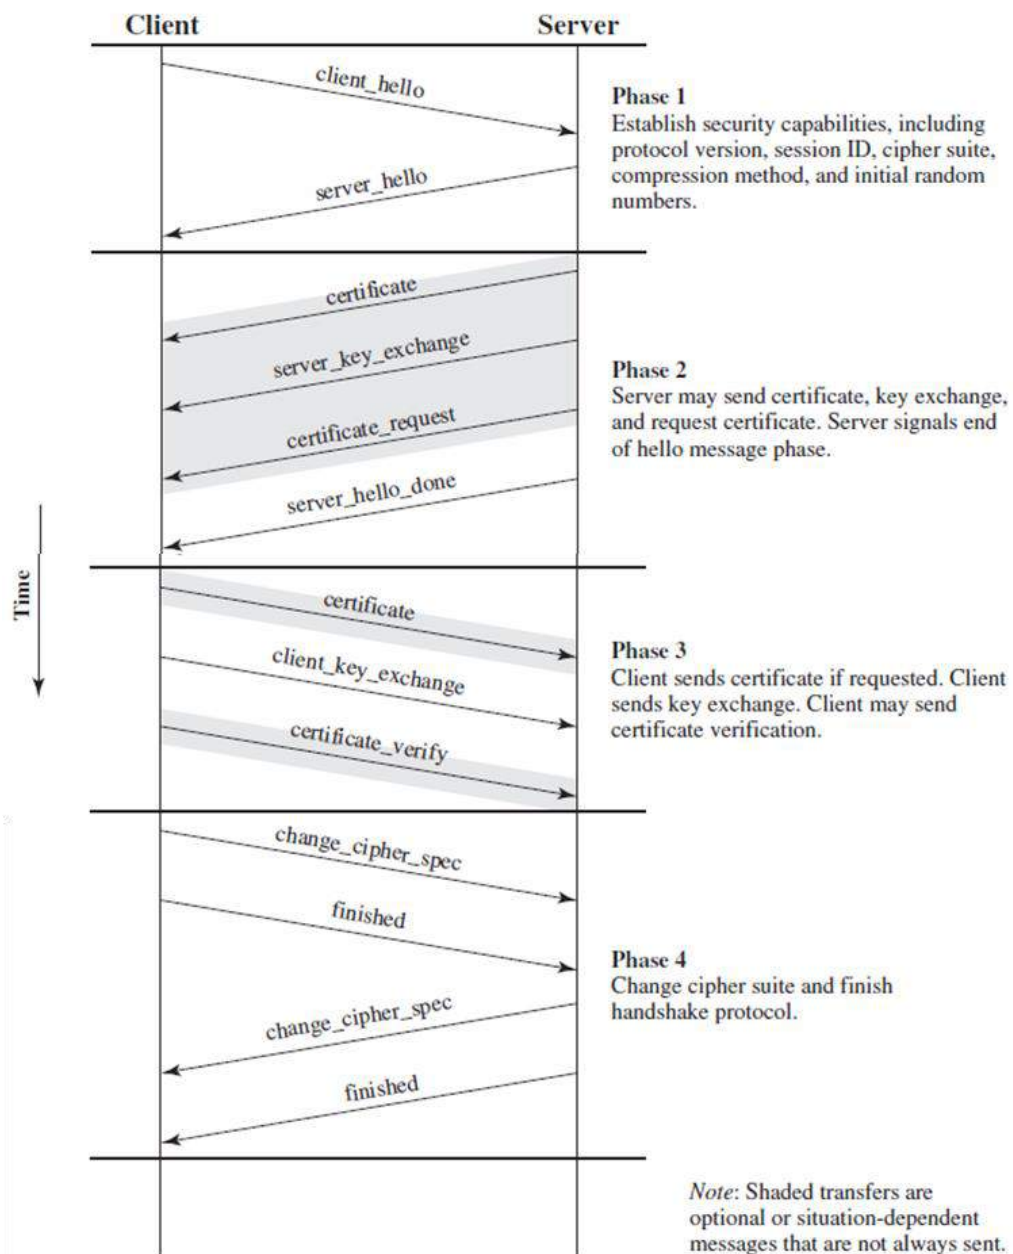 Client
Server
client_hello
server_hello
Phase 1
Establish security capabilities, including
protocol version, session ID, cipher suite,
compression method, and initial random
numbers.
certificate
server_key_exchange
certificate_request
server_hello_done
Phase 2
Server may send certificate, key exchange,
and request certificate. Server signals end
of hello message phase.
Time
certificate
client_key_exchange
certificate_verify
Phase 3
Client sends certificate if requested. Client
sends key exchange. Client may send
certificate verification.
change_cipher_spec
finished
change_cipher_spec
finished
Phase 4
Change cipher suite and finish
handshake protocol.
Note: Shaded transfers are
optional or situation-dependent
messages that are not always sent.